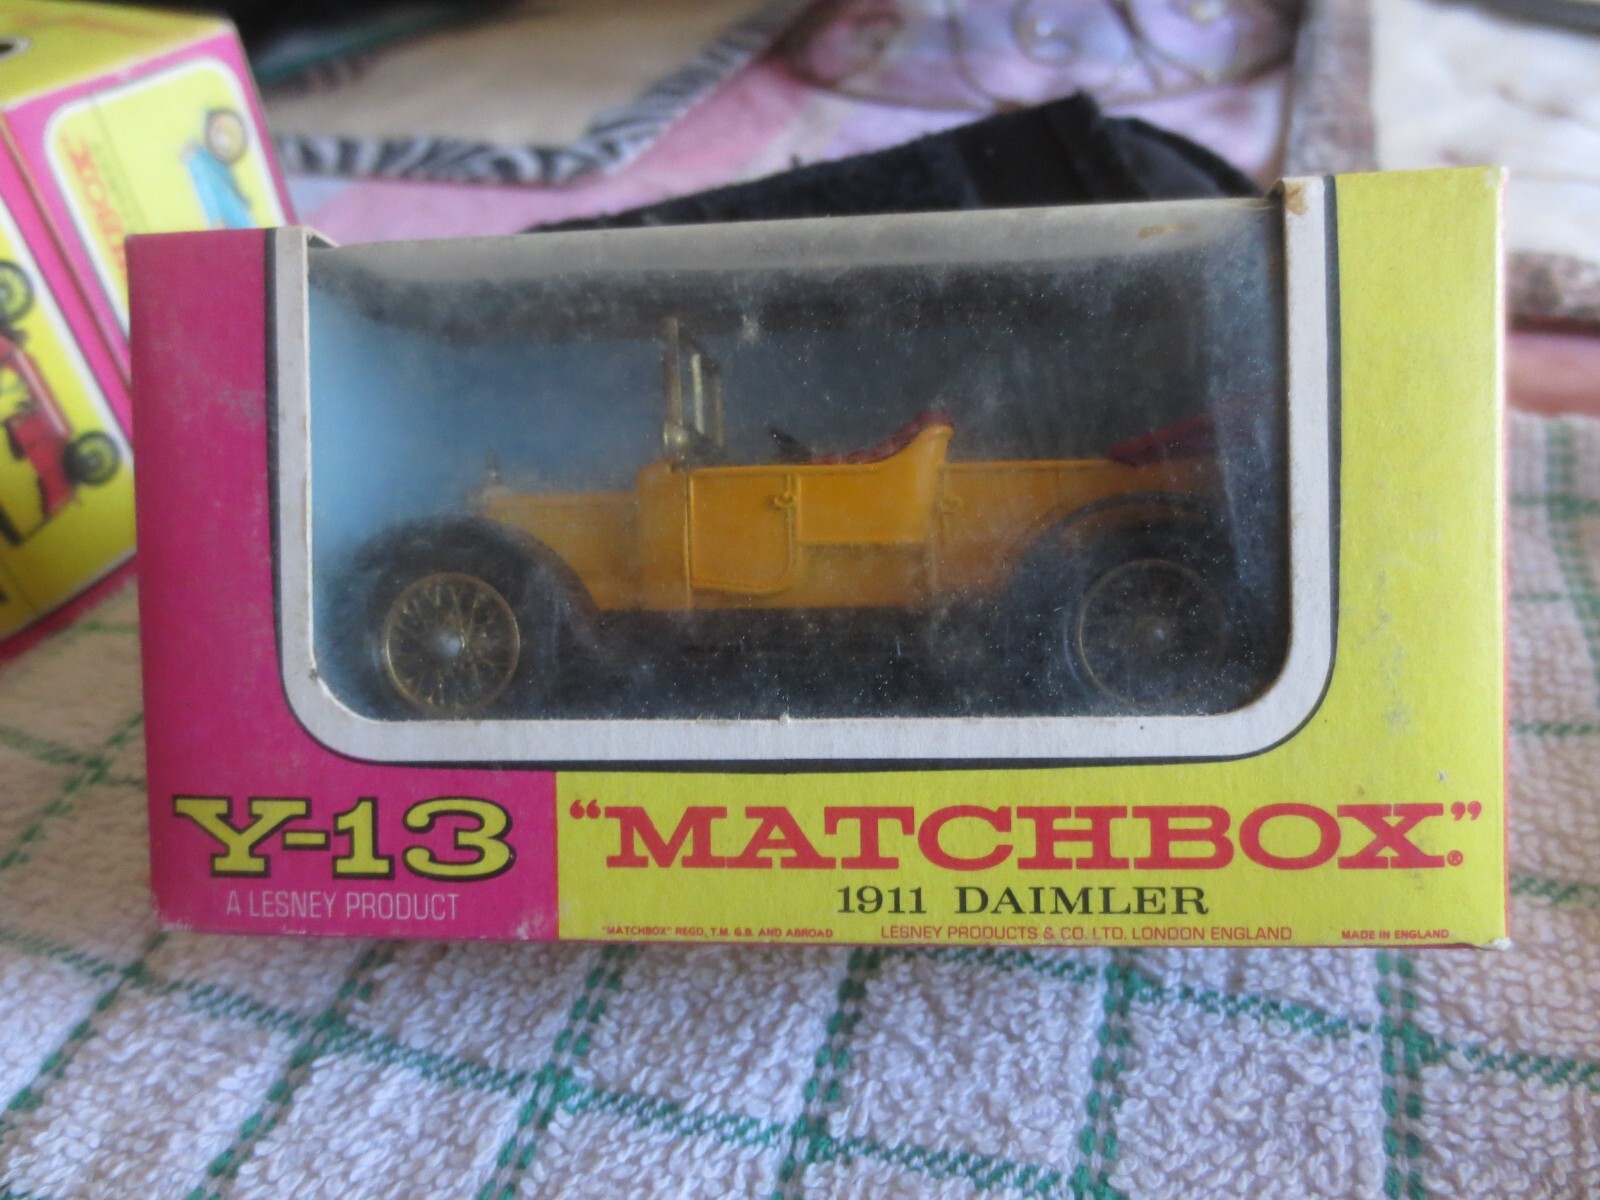 Y-13
A LESNEY PRODUCT
"MATCHBOX"®
1911 DAIMLER
"MATCHBOX" REGD. T.M. G.B. AND ABROAD
LESNEY PRODUCTS & CO. LTD. LONDON ENGLAND
MADE IN ENGLAND